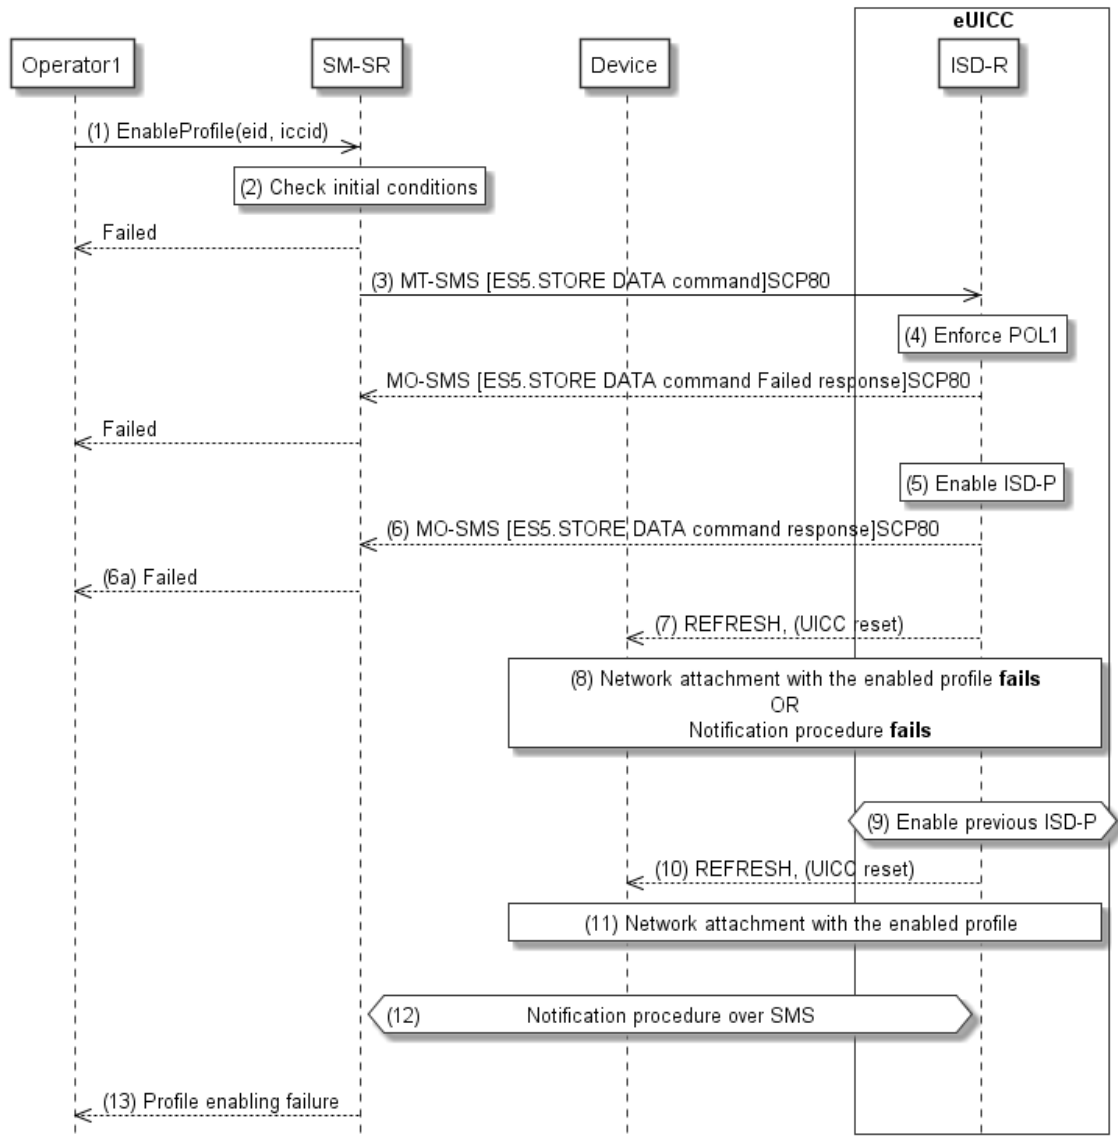 eUICC
Operator1
SM-SR
Device
ISD-R
(1) EnableProfile(eid, iccid)
(2) Check initial conditions
Failed
(3) MT-SMS [ES5.STORE DATA command]SCP80
(4) Enforce POL1
MO-SMS [ES5.STORE DATA command Failed response]SCP80
Failed
(5) Enable ISD-P
(6) MO-SMS [ES5.STORE DATA command response]SCP80
(6a) Failed
(7) REFRESH, (UICC reset)
(8) Network attachment with the enabled profile fails
OR
Notification procedure fails
(9) Enable previous ISD-P
(10) REFRESH, (UICC reset)
(11) Network attachment with the enabled profile
(12) Notification procedure over SMS
(13) Profile enabling failure